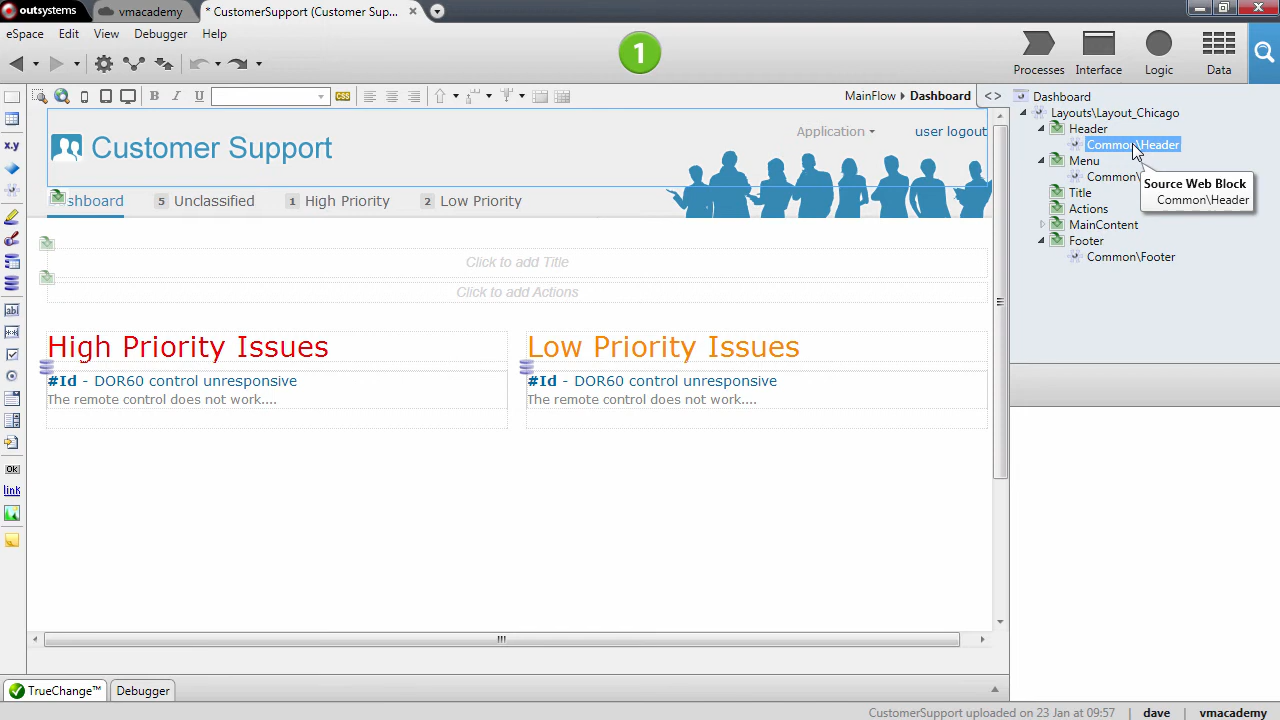 outsystems
vmacademy
* CustomerSupport (Customer Sup...
eSpace Edit View Debugger Help
1
Processes Interface Logic Data
B I U
CSS
MainFlow Dashboard
<>
x.y
ab|
OK
link
Customer Support
Application
user logout
shboard
5 Unclassified
1 High Priority
2 Low Priority
Click to add Title
Click to add Actions
High Priority Issues
#Id - DOR60 control unresponsive
The remote control does not work....
Low Priority Issues
#Id - DOR60 control unresponsive
The remote control does not work....
Dashboard
Layouts\Layout_Chicago
Header
Common\Header
Menu
Common\
Title
Actions
MainContent
Footer
Common\Footer
Source Web Block
Common\Header
TrueChange™
Debugger
CustomerSupport uploaded on 23 Jan at 09:57
dave
vmacademy